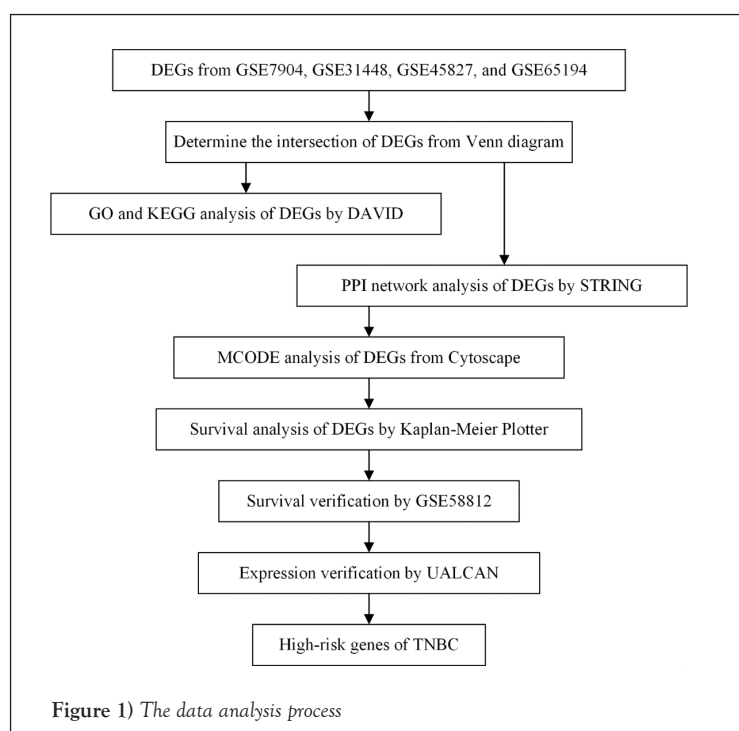 DEGs from GSE7904, GSE31448, GSE45827, and GSE65194
Determine the intersection of DEGs from Venn diagram
GO and KEGG analysis of DEGs by DAVID
PPI network analysis of DEGs by STRING
MCODE analysis of DEGs from Cytoscape
Survival analysis of DEGs by Kaplan-Meier Plotter
Survival verification by GSE58812
Expression verification by UALCAN
High-risk genes of TNBC
Figure 1) The data analysis process